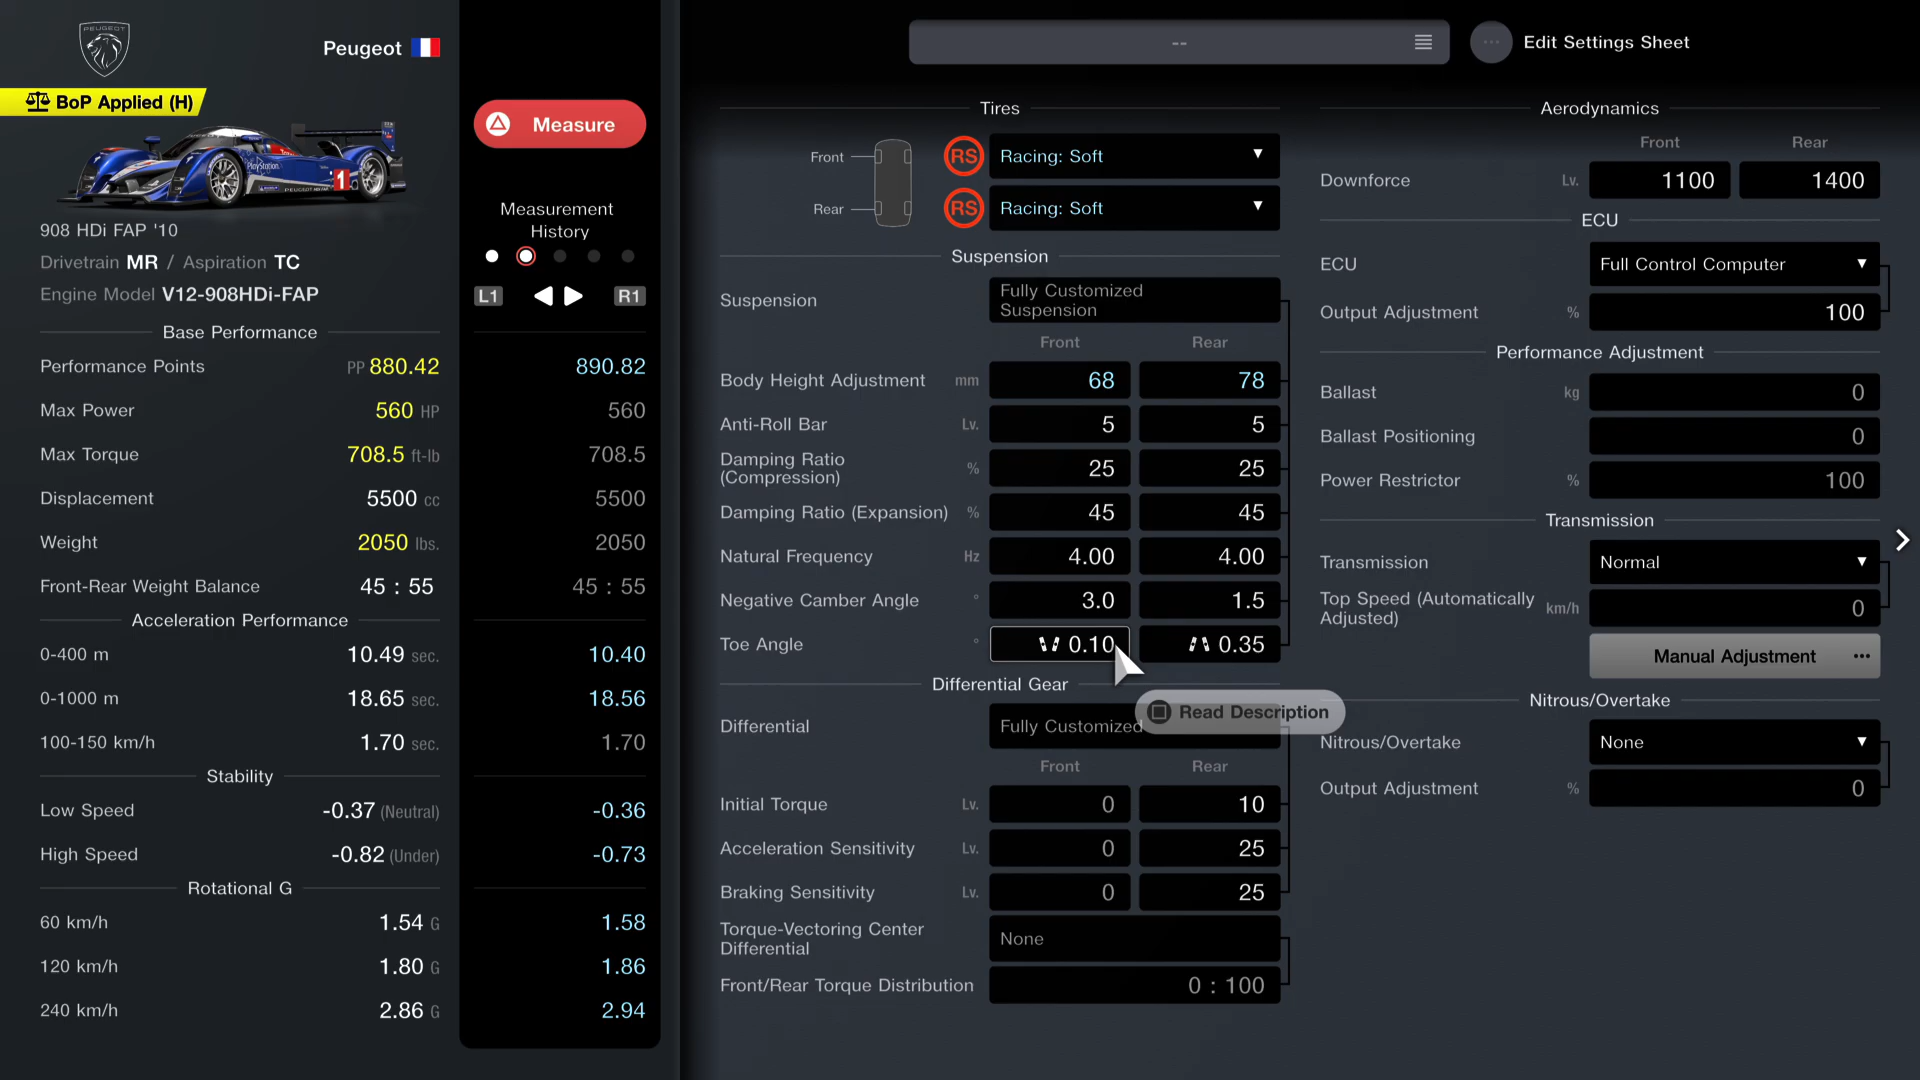 PEUGEOT
Peugeot
BoP Applied (H)
PlayStation
PEUGEOT HDi FAP
1
908 HDi FAP '10
Drivetrain MR / Aspiration TC
Engine Model V12-908HDi-FAP
Base Performance
Performance Points PP 880.42
Max Power 560 HP
Max Torque 708.5 ft-lb
Displacement 5500 cc
Weight 2050 lbs.
Front-Rear Weight Balance 45 : 55
Acceleration Performance
0-400 m 10.49 sec.
0-1000 m 18.65 sec.
100-150 km/h 1.70 sec.
Stability
Low Speed -0.37 (Neutral)
High Speed -0.82 (Under)
Rotational G
60 km/h 1.54 G
120 km/h 1.80 G
240 km/h 2.86 G
Measure
Measurement
History
L1 R1
890.82
560
708.5
5500
2050
45 : 55
10.40
18.56
1.70
-0.36
-0.73
1.58
1.86
2.94
--
Edit Settings Sheet
Tires
Front RS Racing: Soft
Rear RS Racing: Soft
Suspension
Suspension Fully Customized
Suspension
Front Rear
Body Height Adjustment mm 68 78
Anti-Roll Bar Lv. 5 5
Damping Ratio
(Compression) % 25 25
Damping Ratio (Expansion) % 45 45
Natural Frequency Hz 4.00 4.00
Negative Camber Angle ° 3.0 1.5
Toe Angle ° 0.10 0.35
Differential Gear
Read Description
Differential Fully Customized
Front Rear
Initial Torque Lv. 0 10
Acceleration Sensitivity Lv. 0 25
Braking Sensitivity Lv. 0 25
Torque-Vectoring Center
Differential None
Front/Rear Torque Distribution 0 : 100
Aerodynamics
Front Rear
Downforce Lv. 1100 1400
ECU
ECU Full Control Computer
Output Adjustment % 100
Performance Adjustment
Ballast kg 0
Ballast Positioning 0
Power Restrictor % 100
Transmission
Transmission Normal
Top Speed (Automatically
Adjusted) km/h 0
Manual Adjustment
Nitrous/Overtake
Nitrous/Overtake None
Output Adjustment % 0